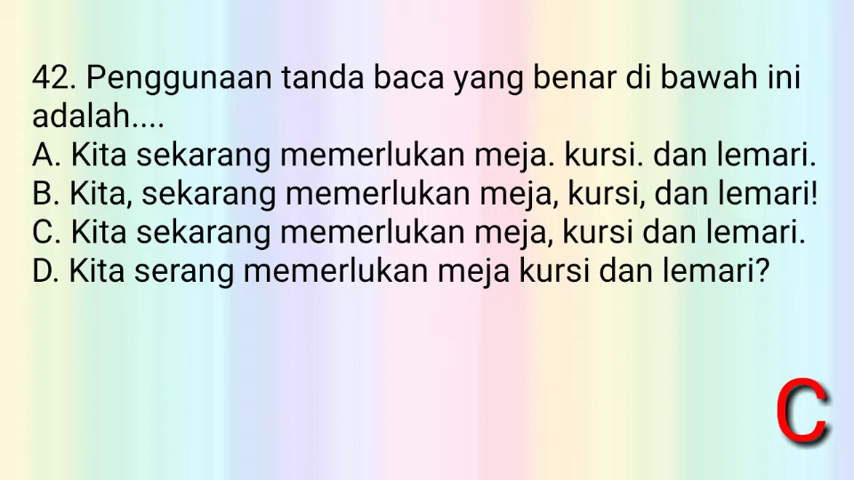 42. Penggunaan tanda baca yang benar di bawah ini
adalah....
A. Kita sekarang memerlukan meja. kursi. dan lemari.
B. Kita, sekarang memerlukan meja, kursi, dan lemari!
C. Kita sekarang memerlukan meja, kursi dan lemari.
D. Kita serang memerlukan meja kursi dan lemari?
C